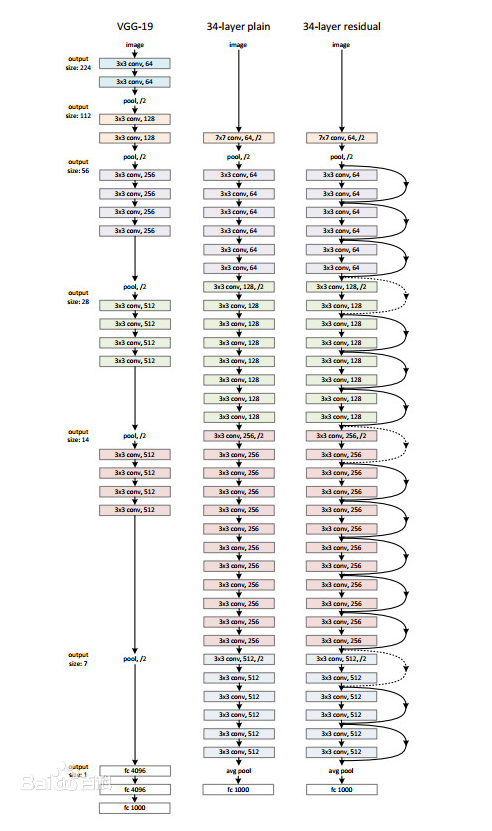 VGG-19
image
output
size: 224
3x3 conv, 64
3x3 conv, 64
pool, /2
output
size: 112
3x3 conv, 128
3x3 conv, 128
pool, /2
output
size: 56
3x3 conv, 256
3x3 conv, 256
3x3 conv, 256
3x3 conv, 256
pool, /2
output
size: 28
3x3 conv, 512
3x3 conv, 512
3x3 conv, 512
3x3 conv, 512
pool, /2
output
size: 14
3x3 conv, 512
3x3 conv, 512
3x3 conv, 512
3x3 conv, 512
pool, /2
output
size: 7
output
size: 1
fc 4096
fc 4096
fc 1000
34-layer plain
image
7x7 conv, 64, /2
pool, /2
3x3 conv, 64
3x3 conv, 64
3x3 conv, 64
3x3 conv, 64
3x3 conv, 64
3x3 conv, 64
3x3 conv, 128, /2
3x3 conv, 128
3x3 conv, 128
3x3 conv, 128
3x3 conv, 128
3x3 conv, 128
3x3 conv, 128
3x3 conv, 128
3x3 conv, 256, /2
3x3 conv, 256
3x3 conv, 256
3x3 conv, 256
3x3 conv, 256
3x3 conv, 256
3x3 conv, 256
3x3 conv, 256
3x3 conv, 256
3x3 conv, 256
3x3 conv, 256
3x3 conv, 256
3x3 conv, 512, /2
3x3 conv, 512
3x3 conv, 512
3x3 conv, 512
3x3 conv, 512
3x3 conv, 512
avg pool
fc 1000
34-layer residual
image
7x7 conv, 64, /2
pool, /2
3x3 conv, 64
3x3 conv, 64
3x3 conv, 64
3x3 conv, 64
3x3 conv, 64
3x3 conv, 64
3x3 conv, 128, /2
3x3 conv, 128
3x3 conv, 128
3x3 conv, 128
3x3 conv, 128
3x3 conv, 128
3x3 conv, 128
3x3 conv, 128
3x3 conv, 256, /2
3x3 conv, 256
3x3 conv, 256
3x3 conv, 256
3x3 conv, 256
3x3 conv, 256
3x3 conv, 256
3x3 conv, 256
3x3 conv, 256
3x3 conv, 256
3x3 conv, 256
3x3 conv, 256
3x3 conv, 512, /2
3x3 conv, 512
3x3 conv, 512
3x3 conv, 512
3x3 conv, 512
3x3 conv, 512
avg pool
fc 1000
Bai 百科